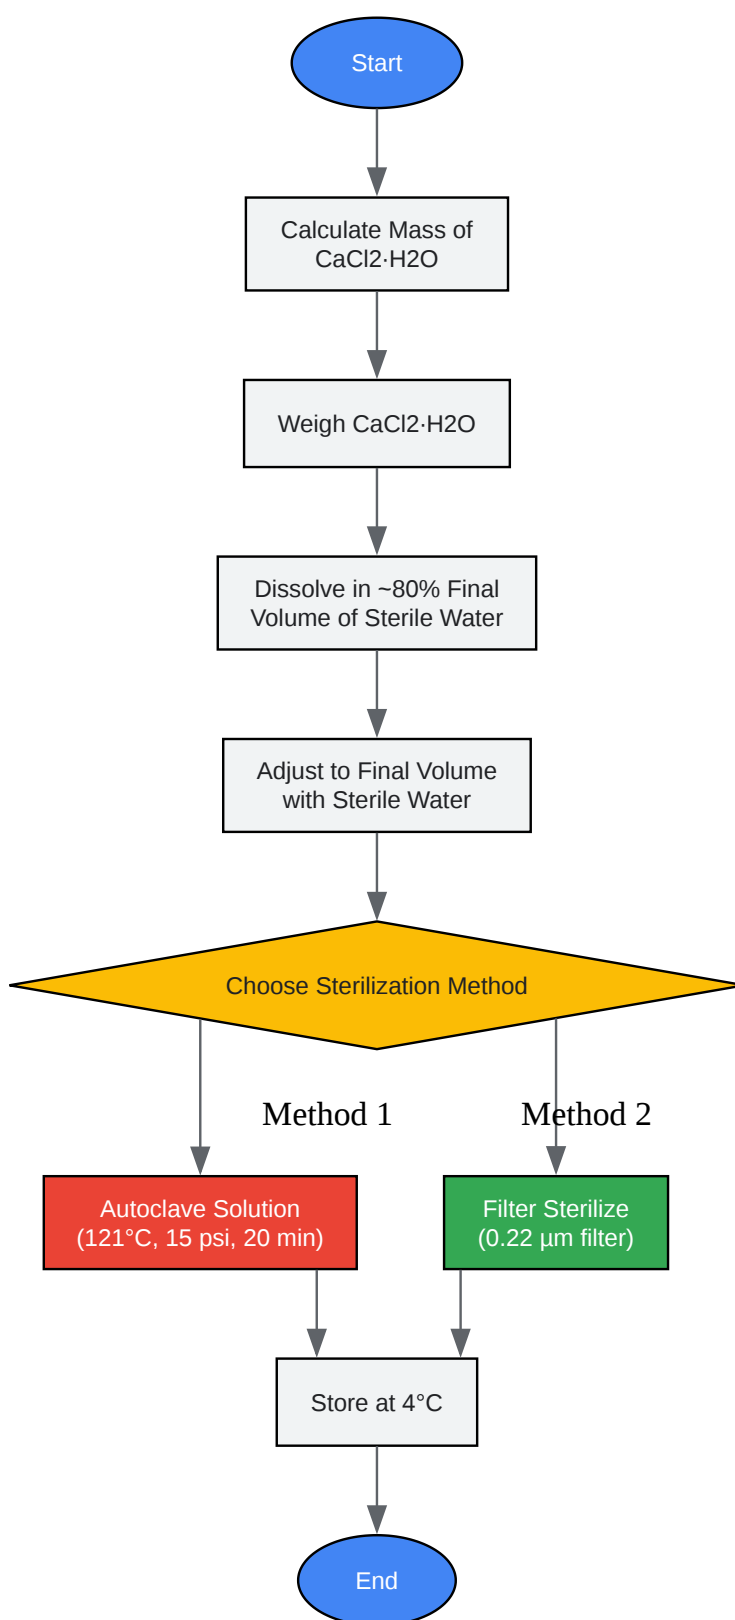 Start
Calculate Mass of
CaCl2·H2O
Weigh CaCl2·H2O
Dissolve in ~80% Final
Volume of Sterile Water
Adjust to Final Volume
with Sterile Water
Choose Sterilization Method
Method 1
Method 2
Autoclave Solution
(121°C, 15 psi, 20 min)
Filter Sterilize
(0.22 µm filter)
Store at 4°C
End